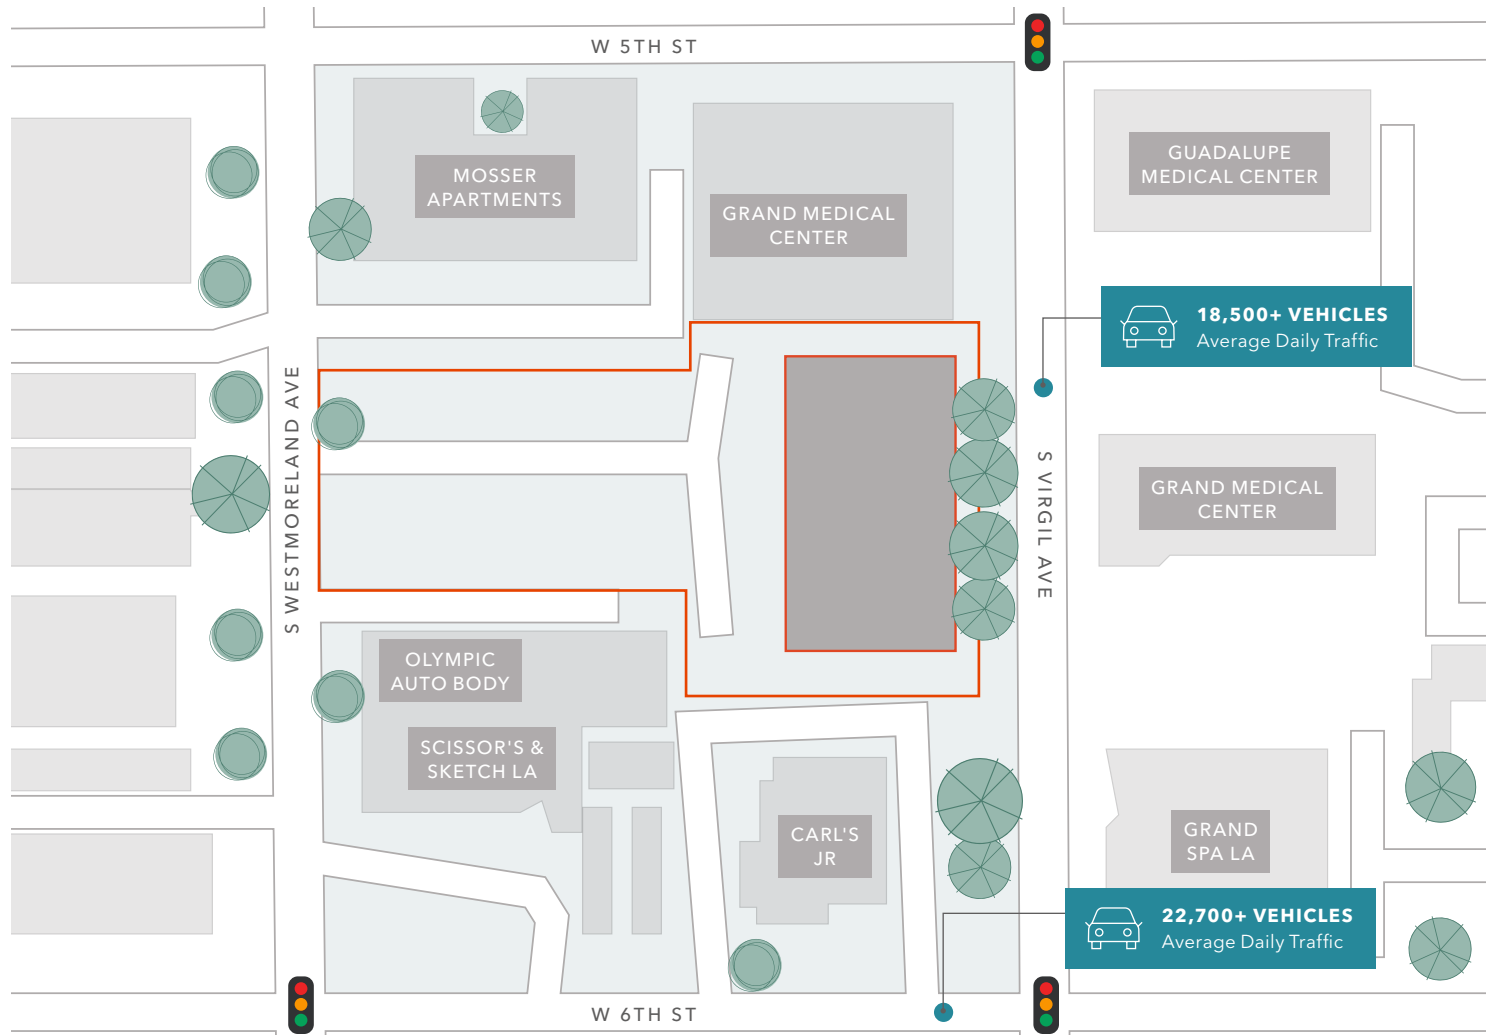 W 5TH ST
MOSSER
APARTMENTS
GRAND MEDICAL
CENTER
GUADALUPE
MEDICAL CENTER
18,500+ VEHICLES
Average Daily Traffic
S WESTMORELAND AVE
S VIRGIL AVE
GRAND MEDICAL
CENTER
OLYMPIC
AUTO BODY
SCISSOR'S &
SKETCH LA
CARL'S
JR
GRAND
SPA LA
22,700+ VEHICLES
Average Daily Traffic
W 6TH ST